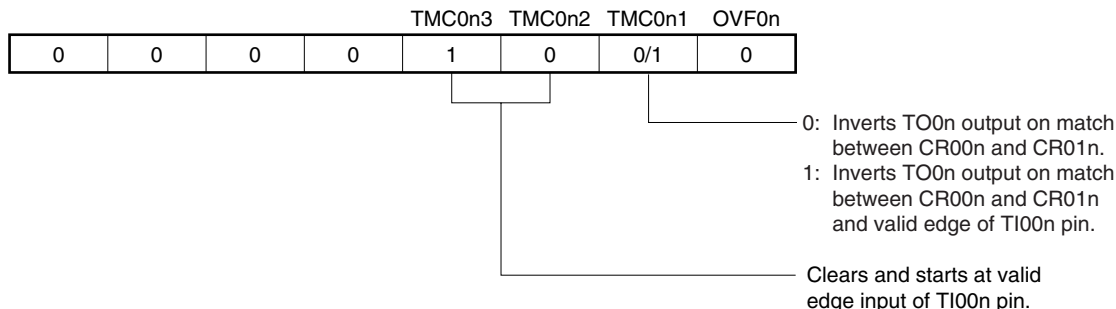 TMC0n3 TMC0n2 TMC0n1 OVF0n
0 0 0 0 1 0 0/1 0
0: Inverts TO0n output on match
between CR00n and CR01n.
1: Inverts TO0n output on match
between CR00n and CR01n
and valid edge of TI00n pin.
Clears and starts at valid
edge input of TI00n pin.